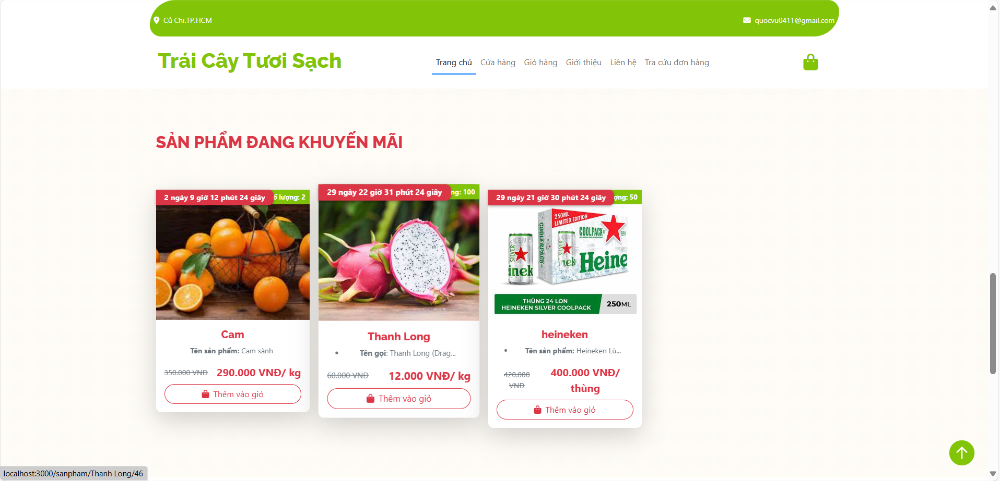 Củ Chi.TP.HCM
quocvu0411@gmail.com
Trái Cây Tươi Sạch
Trang chủ
Cửa hàng
Giỏ hàng
Giới thiệu
Liên hệ
Tra cứu đơn hàng
SẢN PHẨM ĐANG KHUYẾN MÃI
2 ngày 9 giờ 12 phút 24 giây
lượng: 2
Cam
Tên sản phẩm: Cam sành
350.000 VND
290.000 VNĐ/ kg
Thêm vào giỏ
29 ngày 22 giờ 31 phút 24 giây
ng: 100
Thanh Long
• Tên gọi: Thanh Long (Drag...
60.000 VND
12.000 VNĐ/ kg
Thêm vào giỏ
29 ngày 21 giờ 30 phút 24 giây
ợng: 50
250ML
LIMITED EDITION
COOLPACK
COOLERPACK
SILVER
Heine
THÙNG 24 LON
HEINEKEN SILVER COOLPACK
250ML
heineken
• Tên sản phẩm: Heineken Lù...
420.000
VND
400.000 VNĐ/
thùng
Thêm vào giỏ
localhost:3000/sanpham/Thanh Long/46